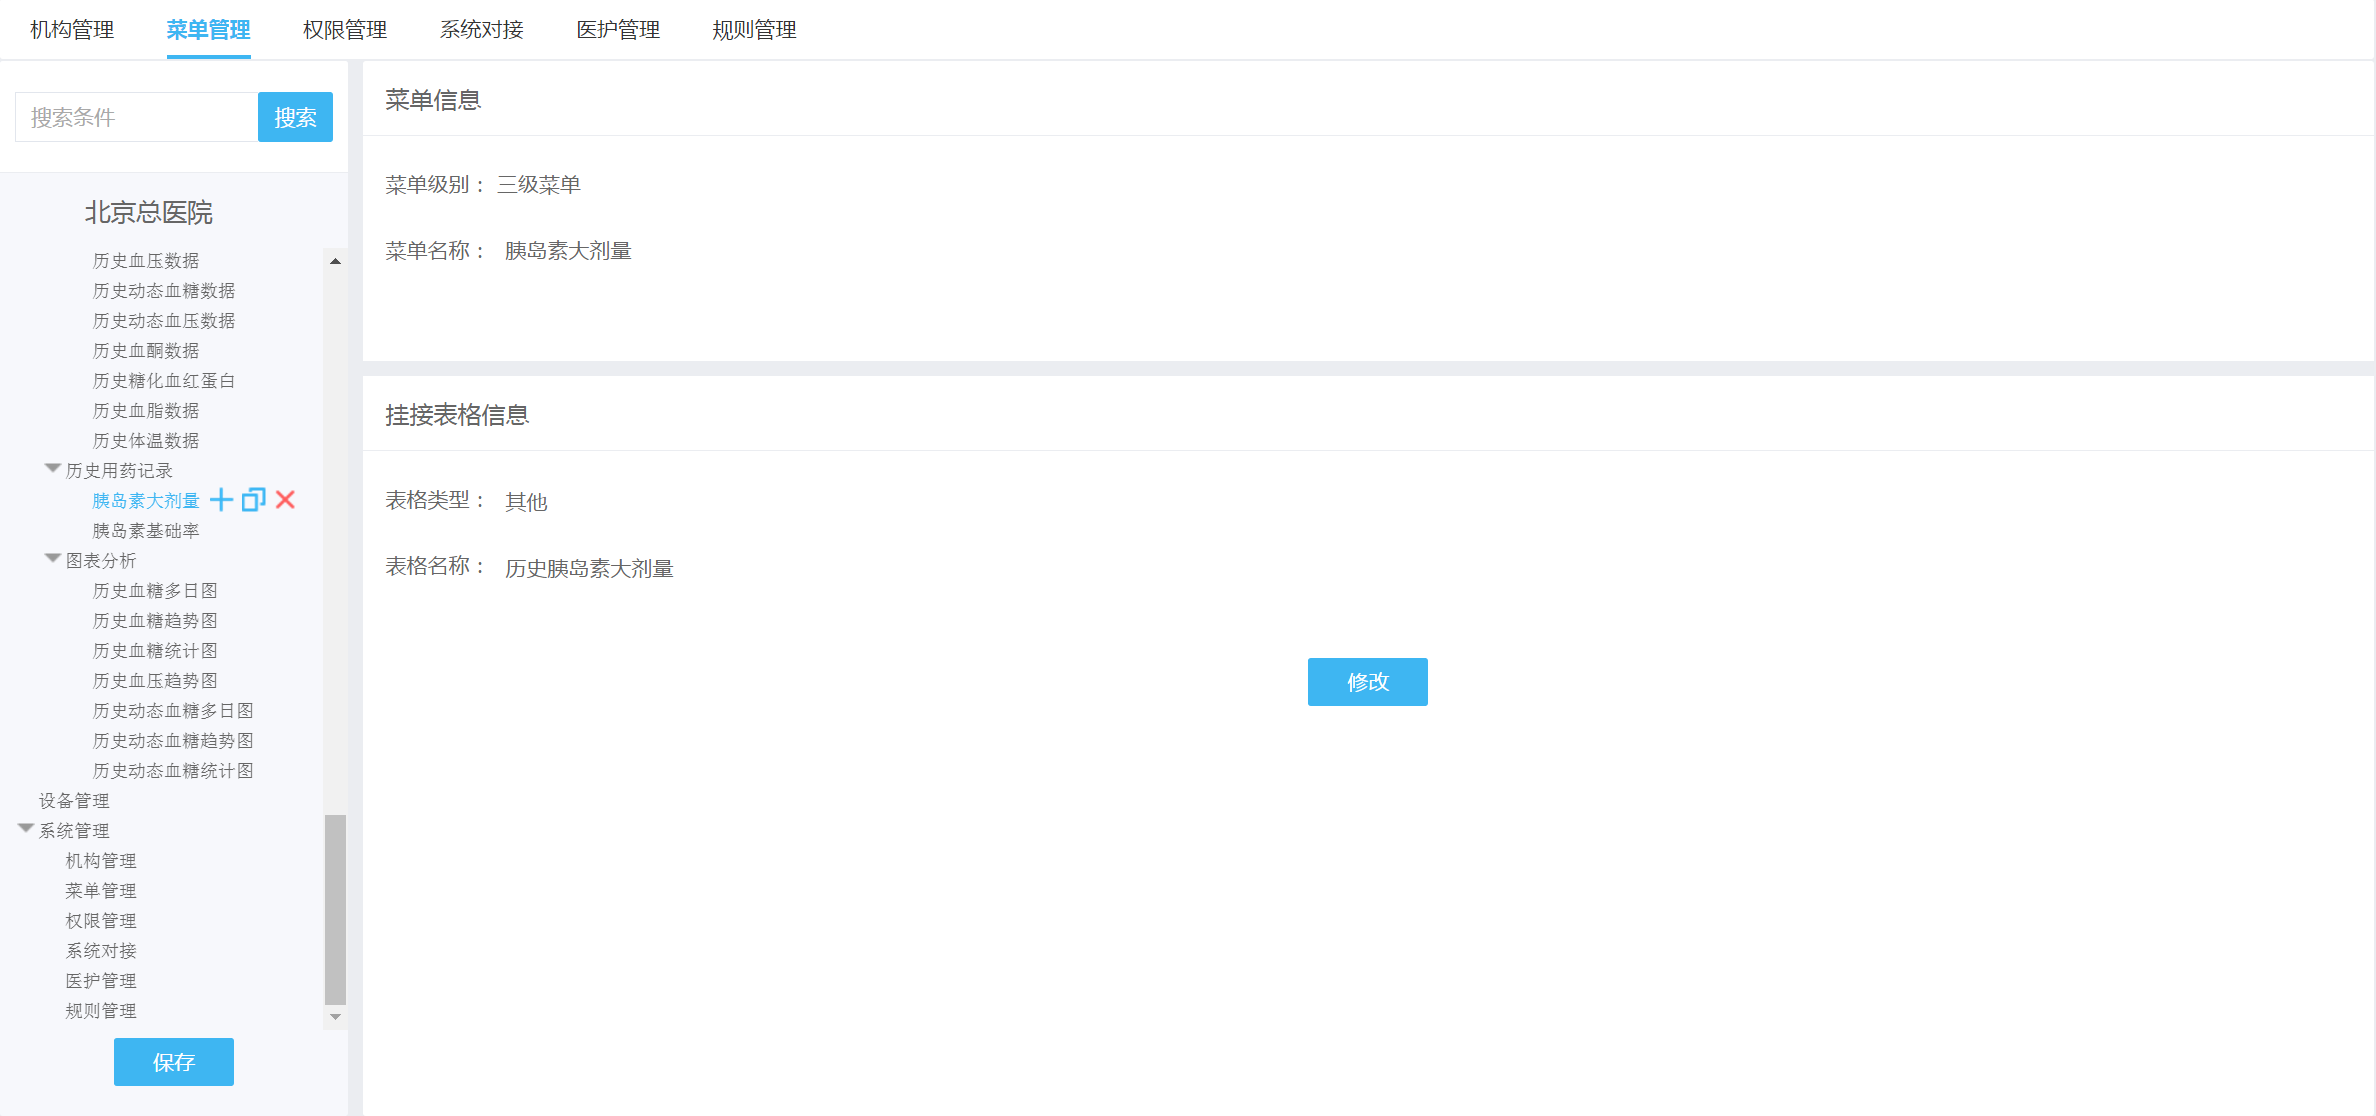 机构管理 菜单管理 权限管理 系统对接 医护管理 规则管理
搜索条件 搜索
北京总医院
历史血压数据
历史动态血糖数据
历史动态血压数据
历史血酮数据
历史糖化血红蛋白
历史血脂数据
历史体温数据
历史用药记录
胰岛素大剂量
胰岛素基础率
图表分析
历史血糖多日图
历史血糖趋势图
历史血糖统计图
历史血压趋势图
历史动态血糖多日图
历史动态血糖趋势图
历史动态血糖统计图
设备管理
系统管理
机构管理
菜单管理
权限管理
系统对接
医护管理
规则管理
保存
菜单信息
菜单级别： 三级菜单
菜单名称： 胰岛素大剂量
挂接表格信息
表格类型： 其他
表格名称： 历史胰岛素大剂量
修改